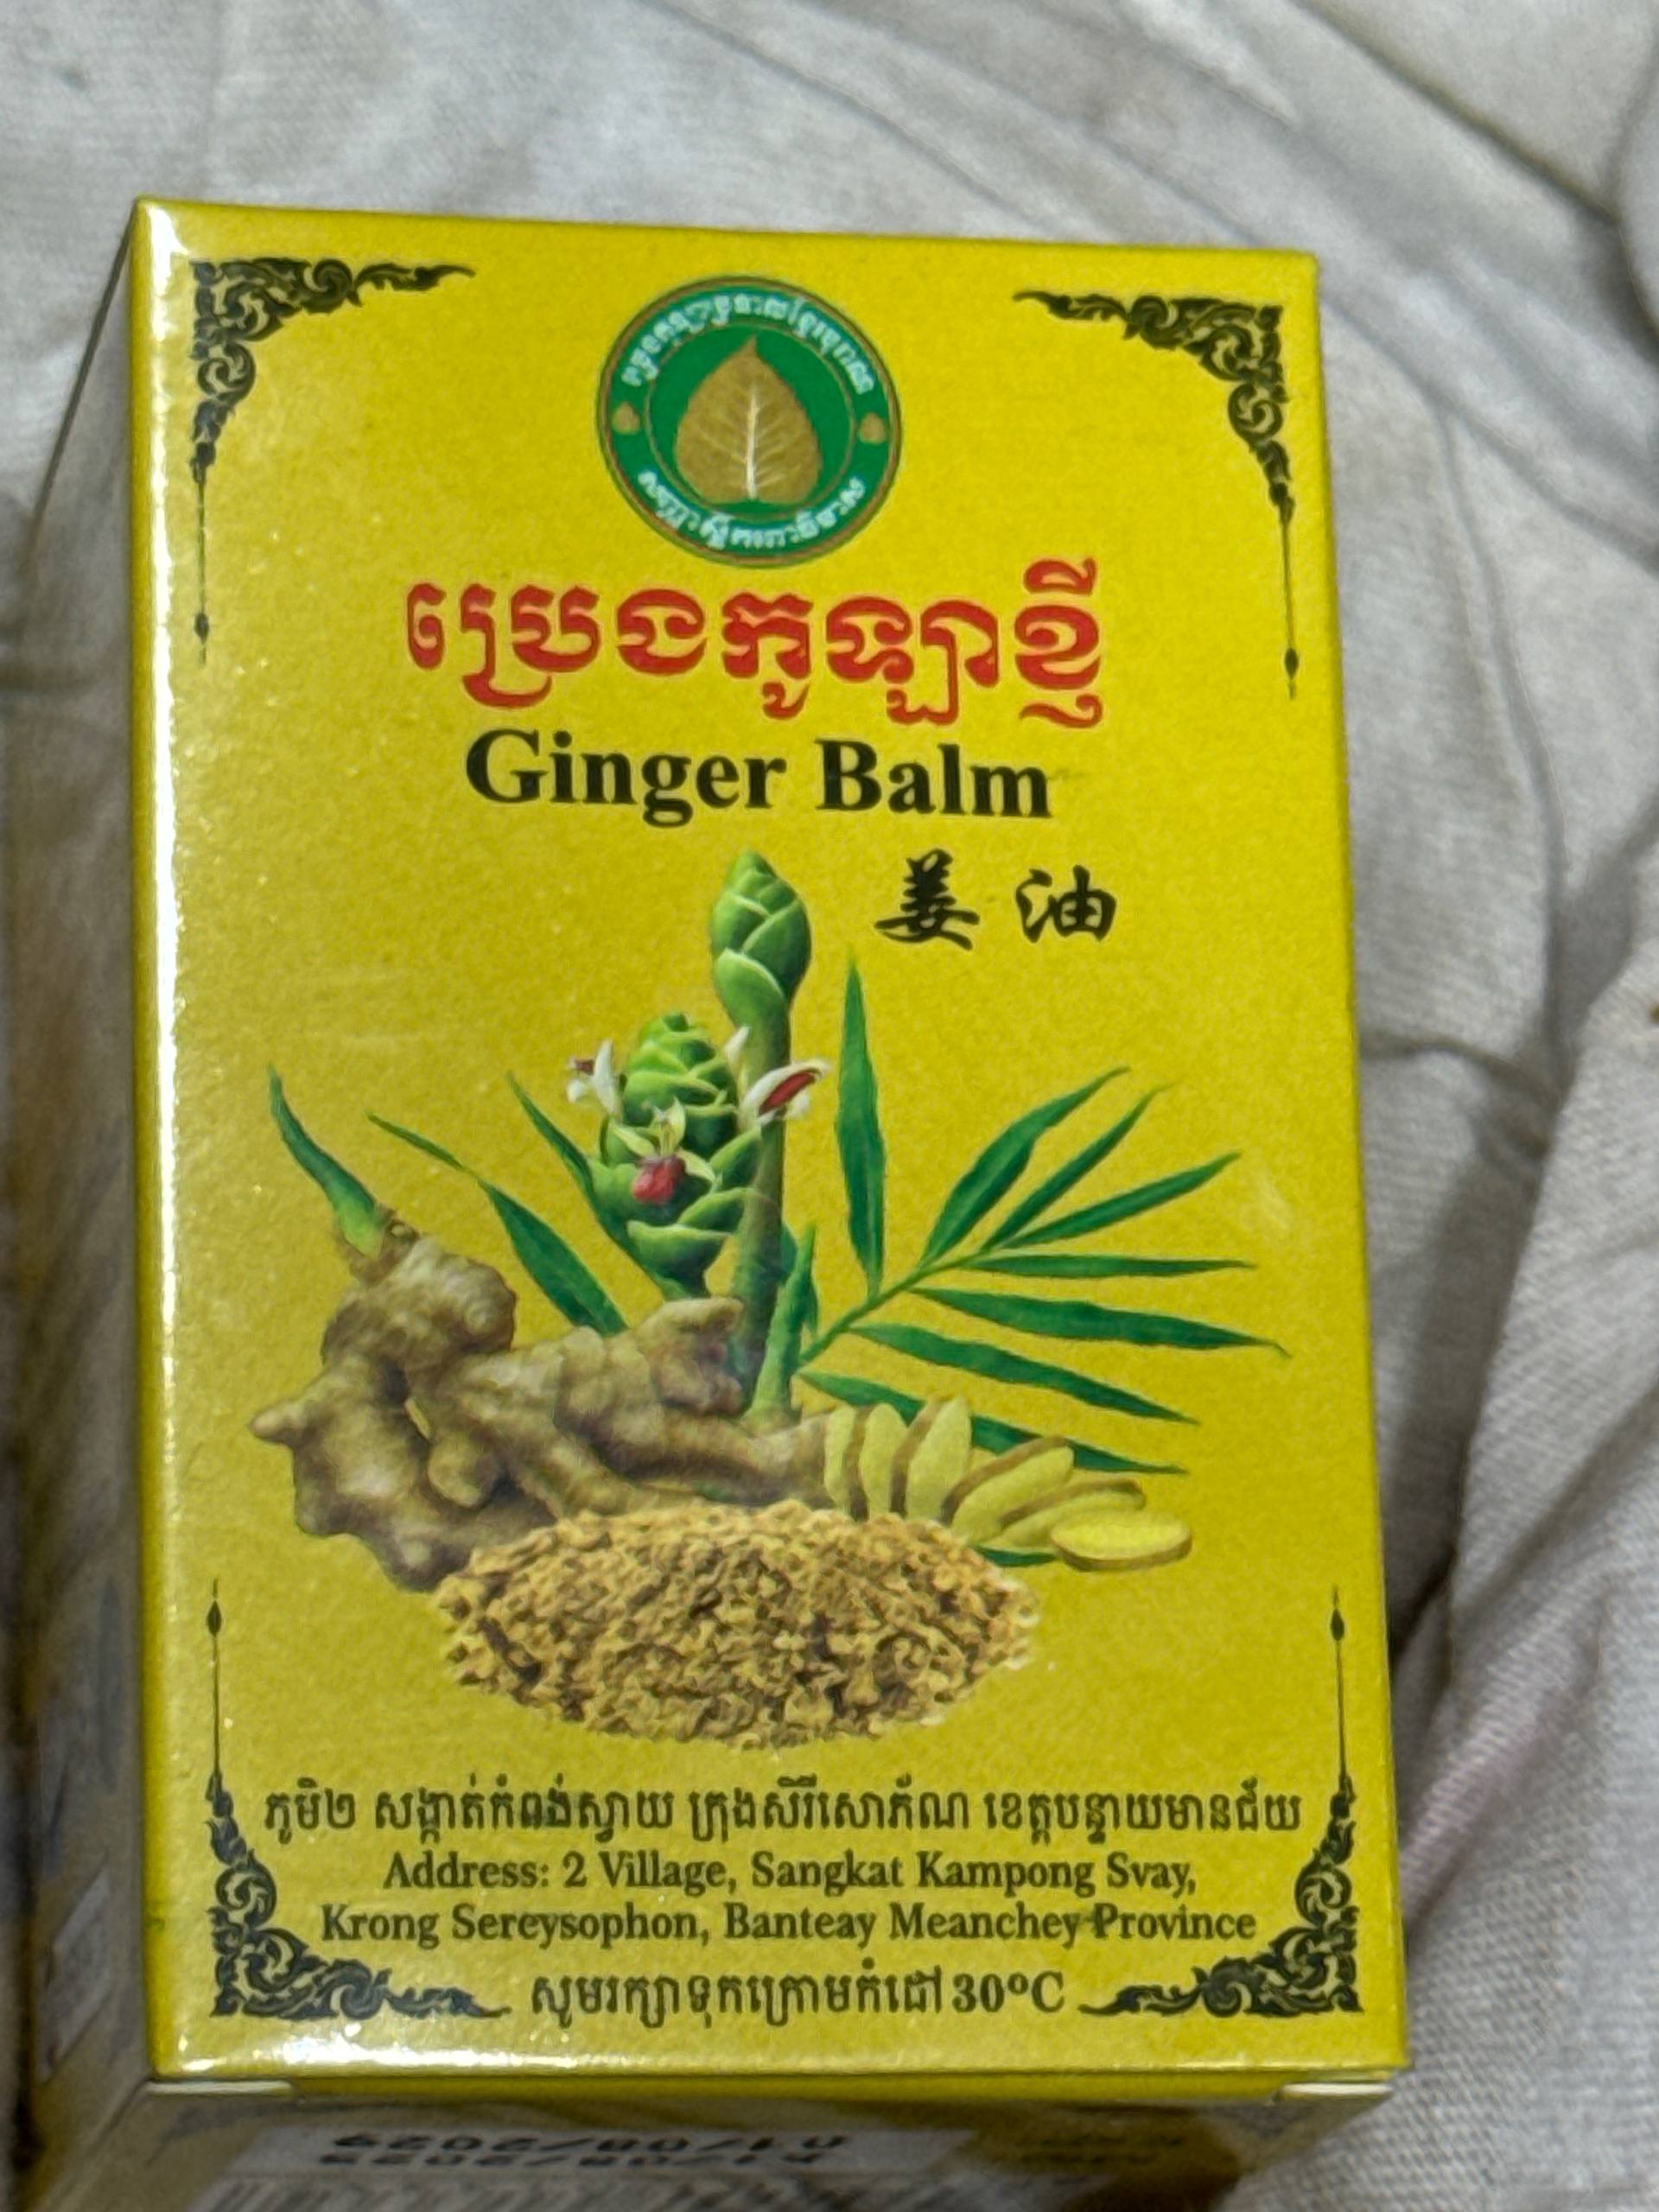 ប្រេងកូឡាខ្ញី
Ginger Balm
姜油
ភូមិ២ សង្កាត់កំពង់ស្វាយ ក្រុងសិរីសោភ័ណ ខេត្តបន្ទាយមានជ័យ
Address: 2 Village, Sangkat Kampong Svay,
Krong Sereysophon, Banteay Meanchey Province
សូមរក្សាទុកក្រោមកំដៅ 30°C